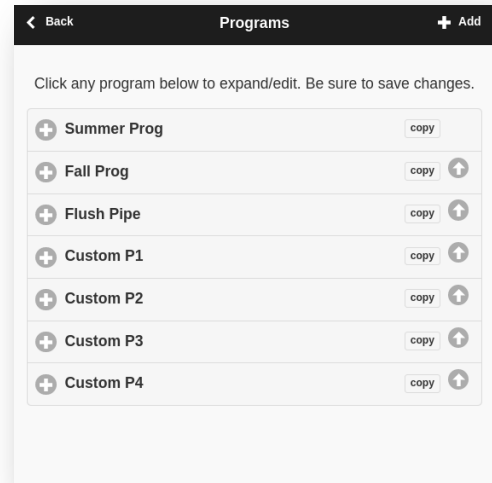 Back Programs Add
Click any program below to expand/edit. Be sure to save changes.
Summer Prog copy
Fall Prog copy
Flush Pipe copy
Custom P1 copy
Custom P2 copy
Custom P3 copy
Custom P4 copy